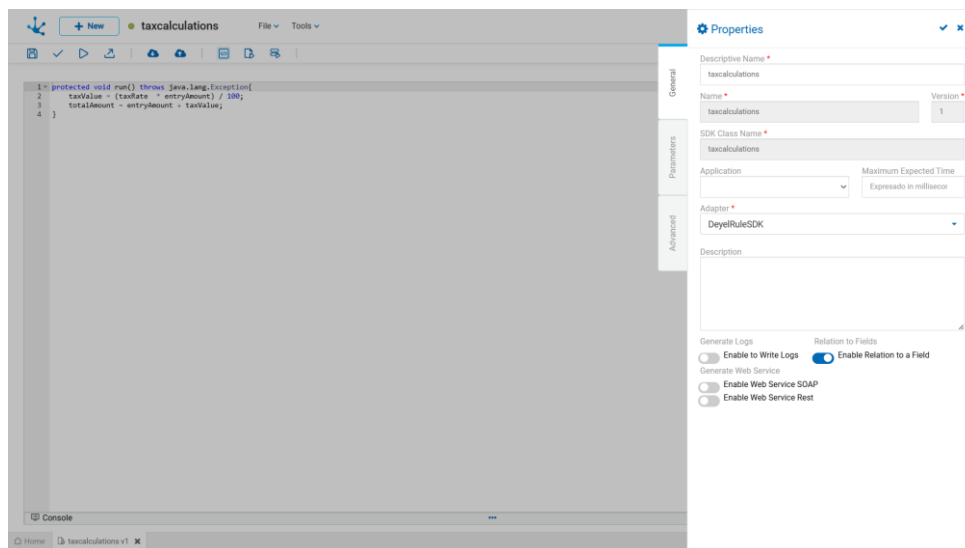 + New
taxcalculations
File
Tools
1 protected void run() throws java.lang.Exception{
2 taxValue = (taxRate * entryAmount) / 100;
3 totalAmount = entryAmount + taxValue;
4 }
Console
Home
taxcalculations v1
General
Parameters
Advanced
Properties
Descriptive Name *
taxcalculations
Name * Version *
taxcalculations 1
SDK Class Name *
taxcalculations
Application Maximum Expected Time
Expresado in millisecor
Adapter *
DeyelRuleSDK
Description
Generate Logs Relation to Fields
Enable to Write Logs Enable Relation to a Field
Generate Web Service
Enable Web Service SOAP
Enable Web Service Rest